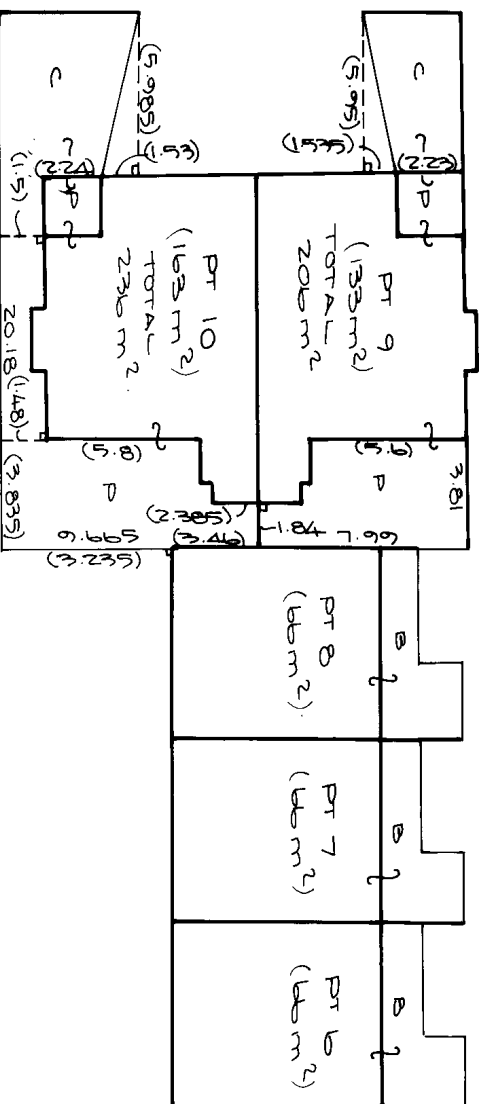 C
(5.985)
(1.53)
(2.24)
P
(1.5)
PT 10
(163 m²)
TOTAL
236 m².
(5.95)
(1.535)
C
(2.23)
P
PT 9
(133 m²)
TOTAL
206 m²
20.18
(1.48)
(3.835)
(5.8)
P
(2.385)
9.665
(3.46)
(3.235)
1.84
7.99
(5.6)
P
3.81
PT 8
(66 m²).
B
PT 7
(66 m²)
B
PT 6
(66 m²)
B